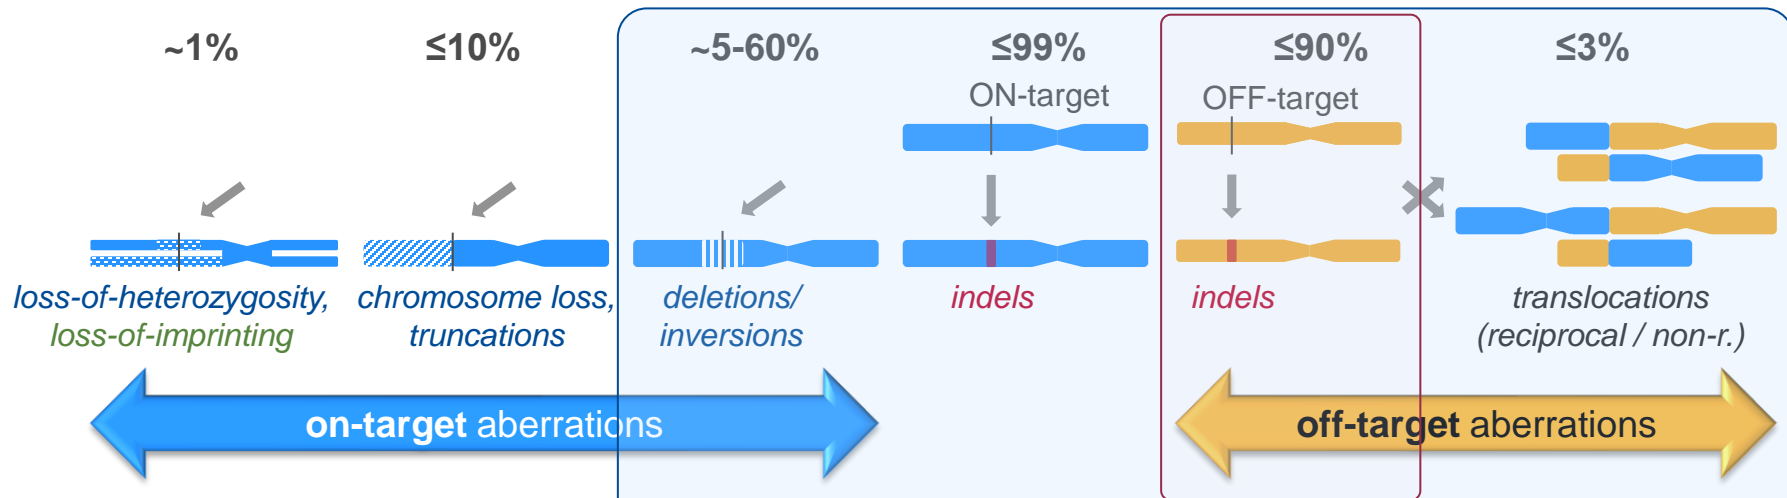 ~1%
≤10%
~5-60%
≤99%
≤90%
≤3%
ON-target
OFF-target
loss-of-heterozygosity,
loss-of-imprinting
chromosome loss,
truncations
deletions/
inversions
indels
indels
translocations
(reciprocal / non-r.)
on-target aberrations
off-target aberrations